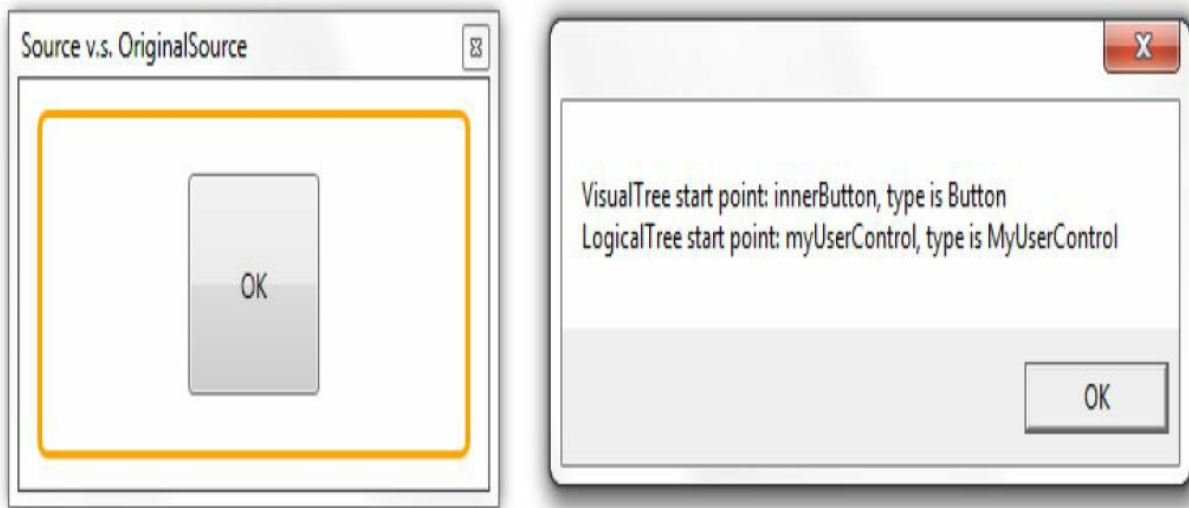 Source v.s. OriginalSource
OK
VisualTree start point: innerButton, type is Button
LogicalTree start point: myUserControl, type is MyUserControl
OK